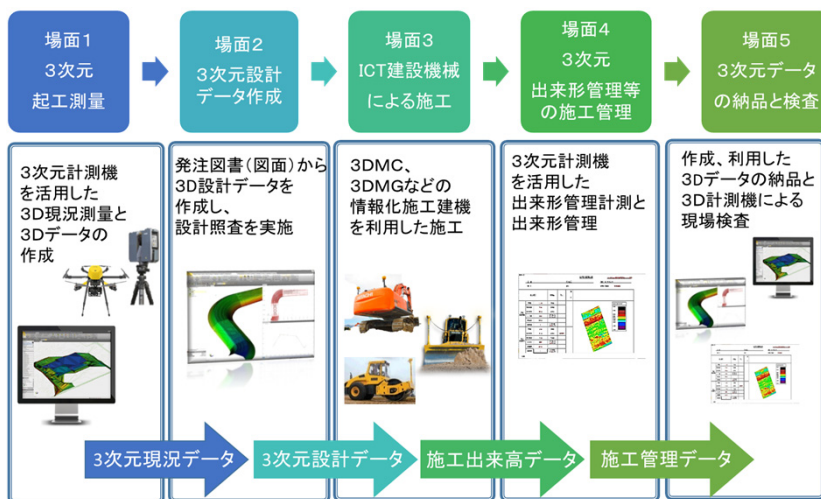 場面1
3次元
起工測量
場面2
3次元設計
データ作成
場面3
ICT建設機械
による施工
場面4
3次元
出来形管理等
の施工管理
場面5
3次元データ
の納品と検査
3次元計測機
を活用した
3D現況測量と
3Dデータの
作成
発注図書(図面)から
3D設計データを
作成し、
設計照査を実施
3DMC、
3DMGなどの
情報化施工建機
を利用した施工
3次元計測機
を活用した
出来形管理計測と
出来形管理
作成、利用した
3Dデータの納品と
3D計測機による
現場検査
3次元現況データ
3次元設計データ
施工出来高データ
施工管理データ